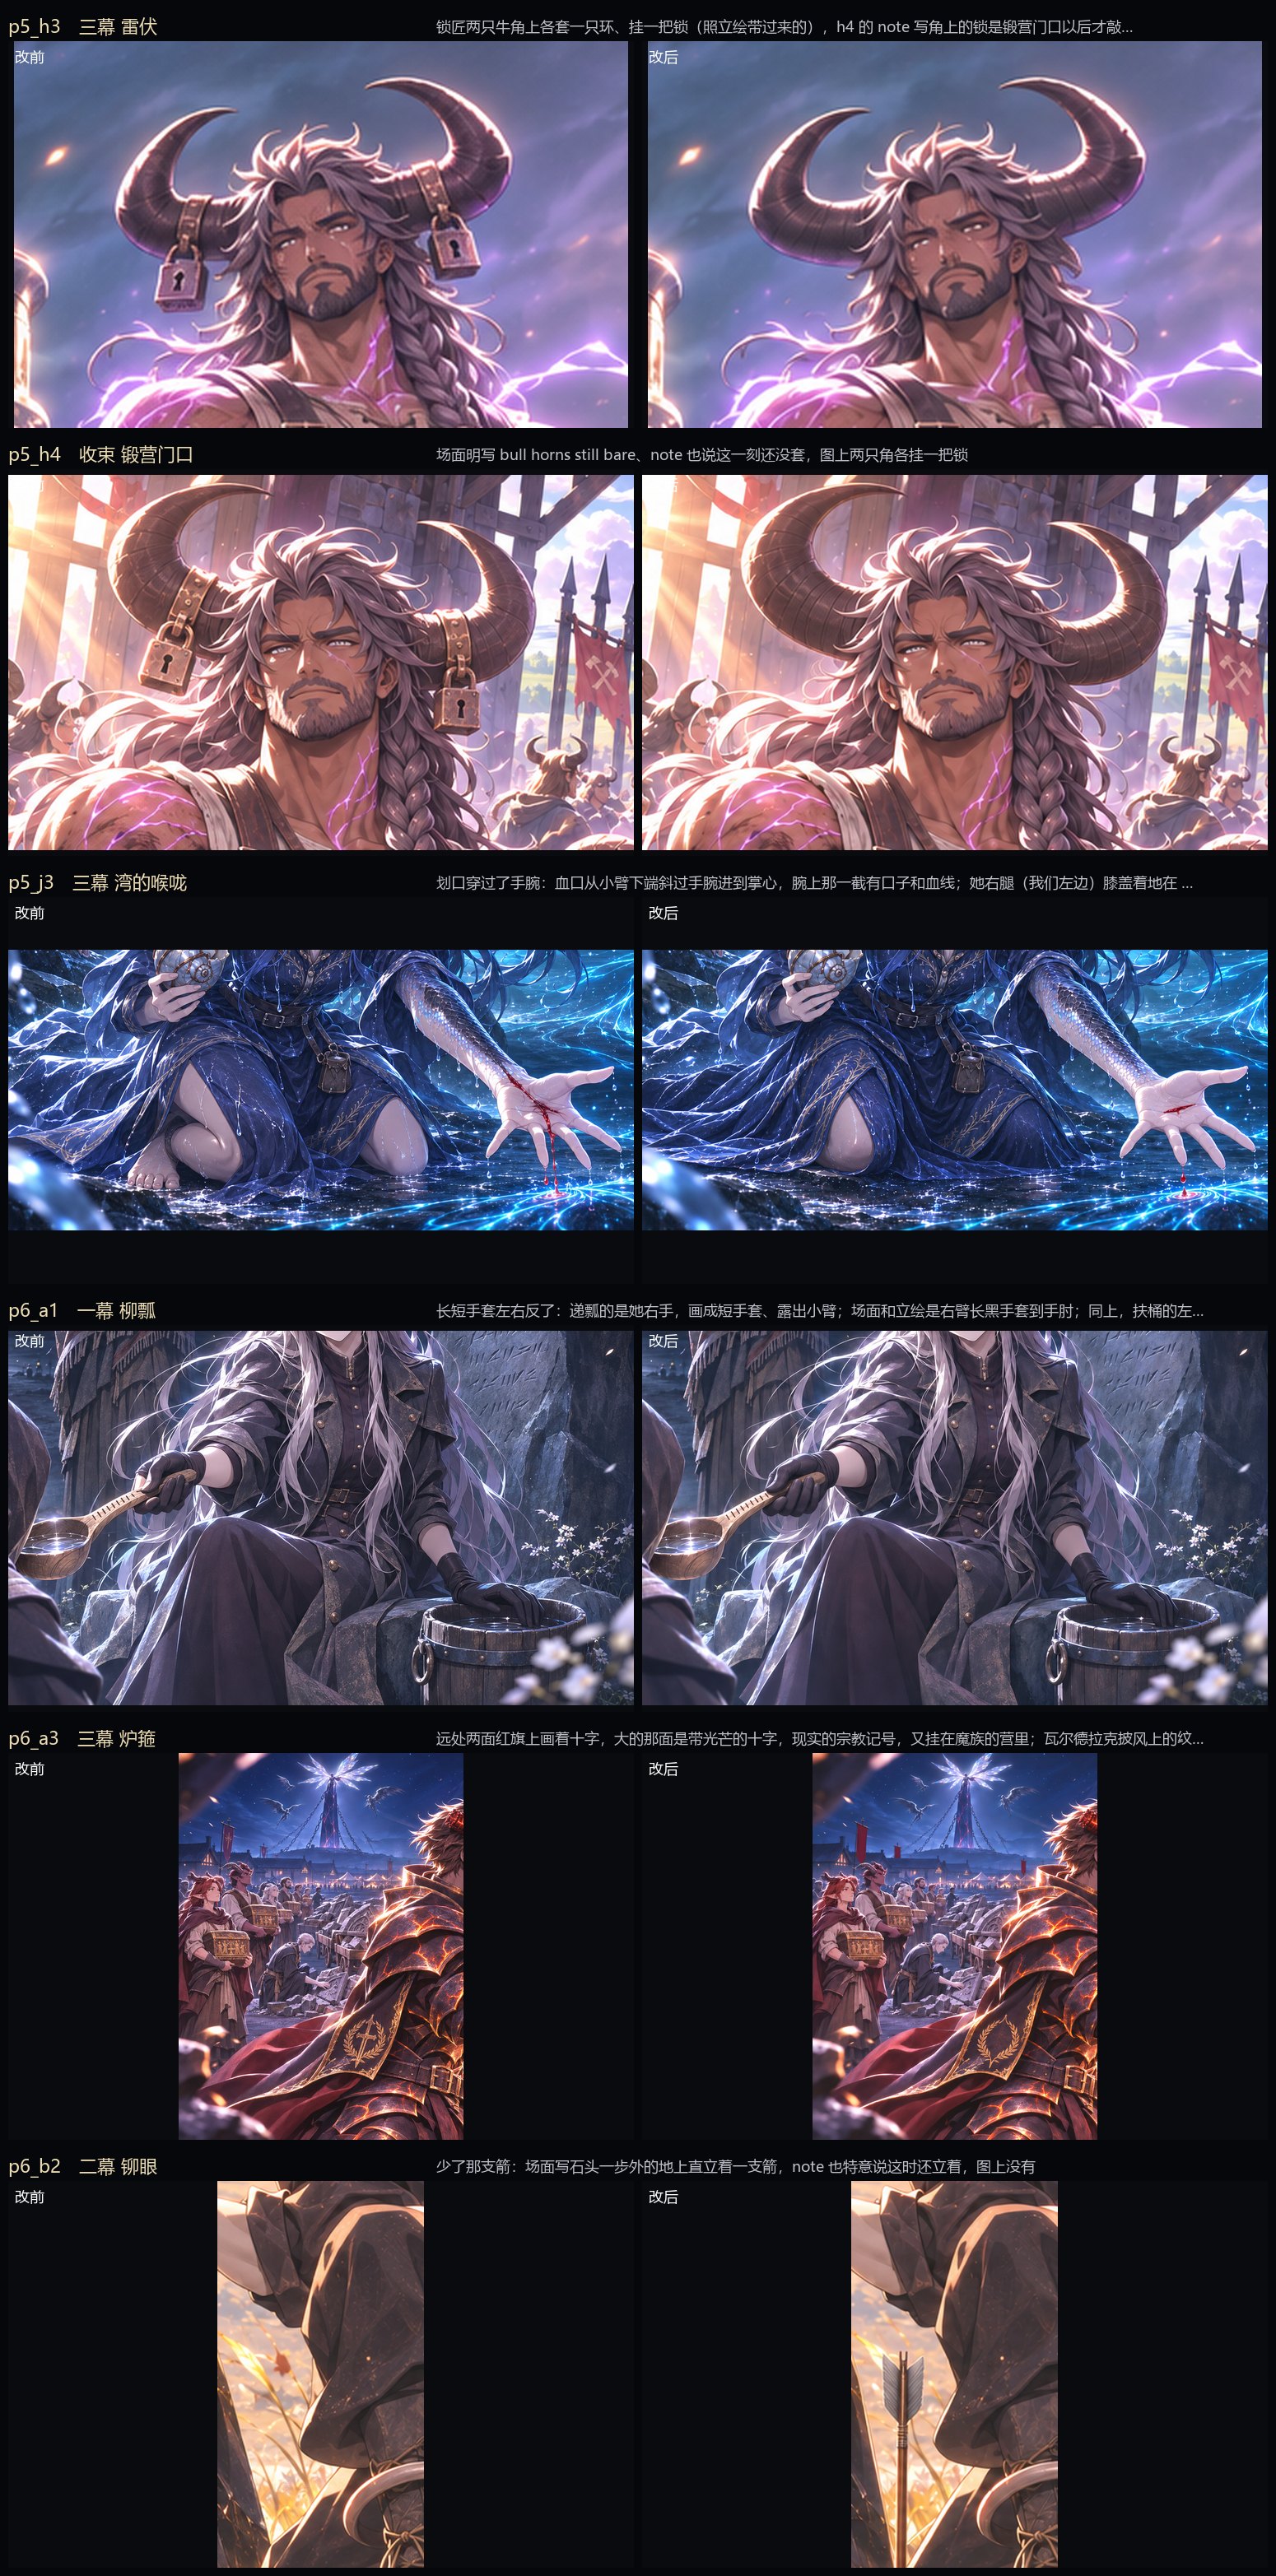 p5_h3 三幕 雷伏 锁匠两只牛角上各套一只环、挂一把锁（照立绘带过来的），h4 的 note 写角上的锁是锻营门口以后才敲…
改前 改后
p5_h4 收束 锻营门口 场面明写 bull horns still bare、note 也说这一刻还没套，图上两只角各挂一把锁
p5_j3 三幕 湾的喉咙 划口穿过了手腕：血口从小臂下端斜过手腕进到掌心，腕上那一截有口子和血线；她右腿（我们左边）膝盖着地在 …
改前 改后
p6_a1 一幕 柳瓢 长短手套左右反了：递瓢的是她右手，画成短手套、露出小臂；场面和立绘是右臂长黑手套到手肘；同上，扶桶的左…
改前 改后
p6_a3 三幕 炉箍 远处两面红旗上画着十字，大的那面是带光芒的十字，现实的宗教记号，又挂在魔族的营里；瓦尔德拉克披风上的纹…
改前 改后
p6_b2 二幕 铆眼 少了那支箭：场面写石头一步外的地上直立着一支箭，note 也特意说这时还立着，图上没有
改前 改后